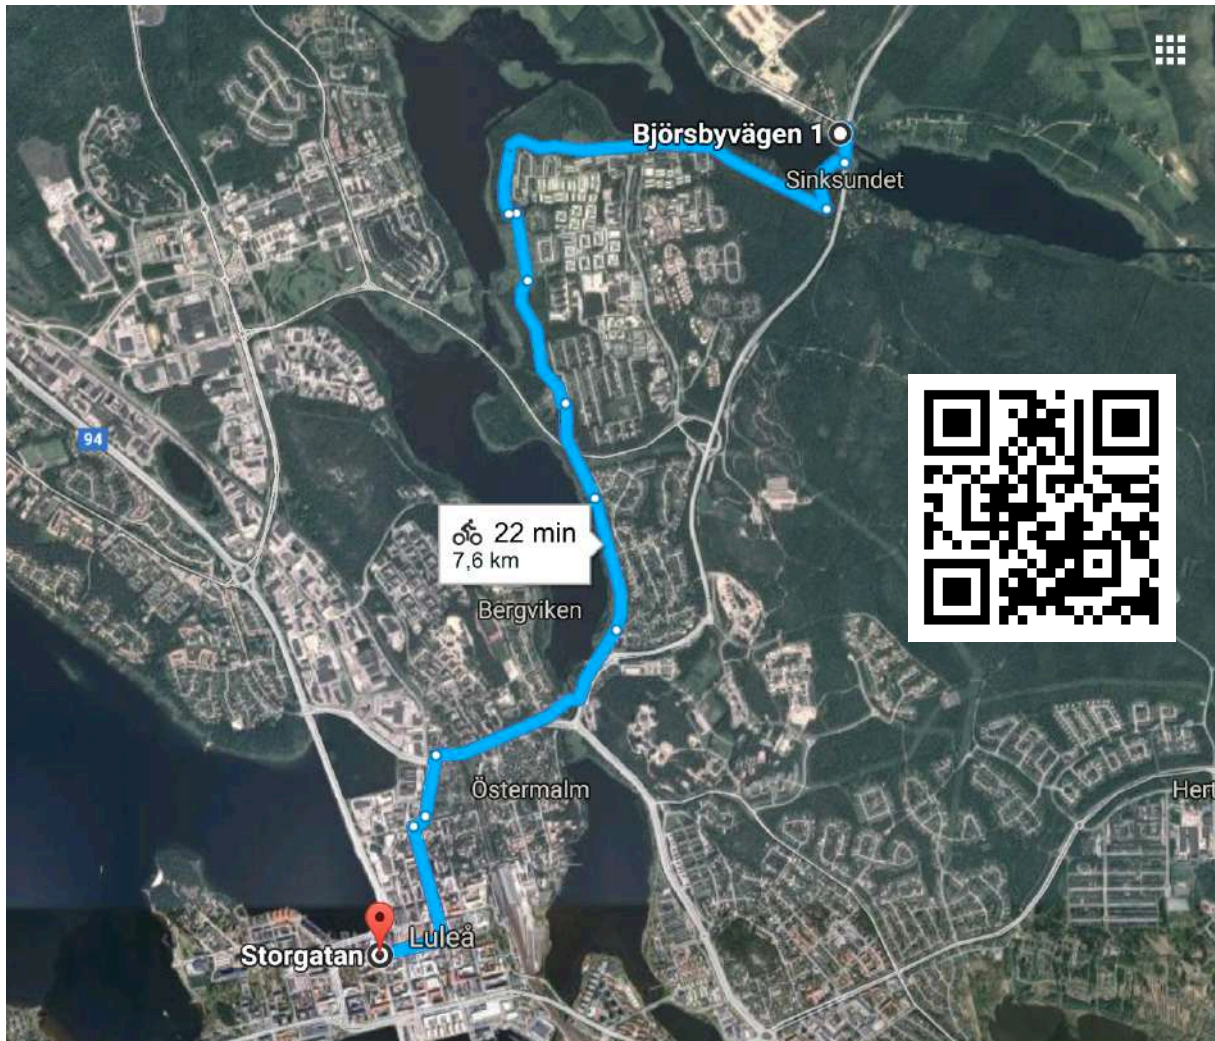 Björsbyvägen 1
Sinksundet
94
22 min
7,6 km
Bergviken
Östermalm
Hert
Luleå
Storgatan